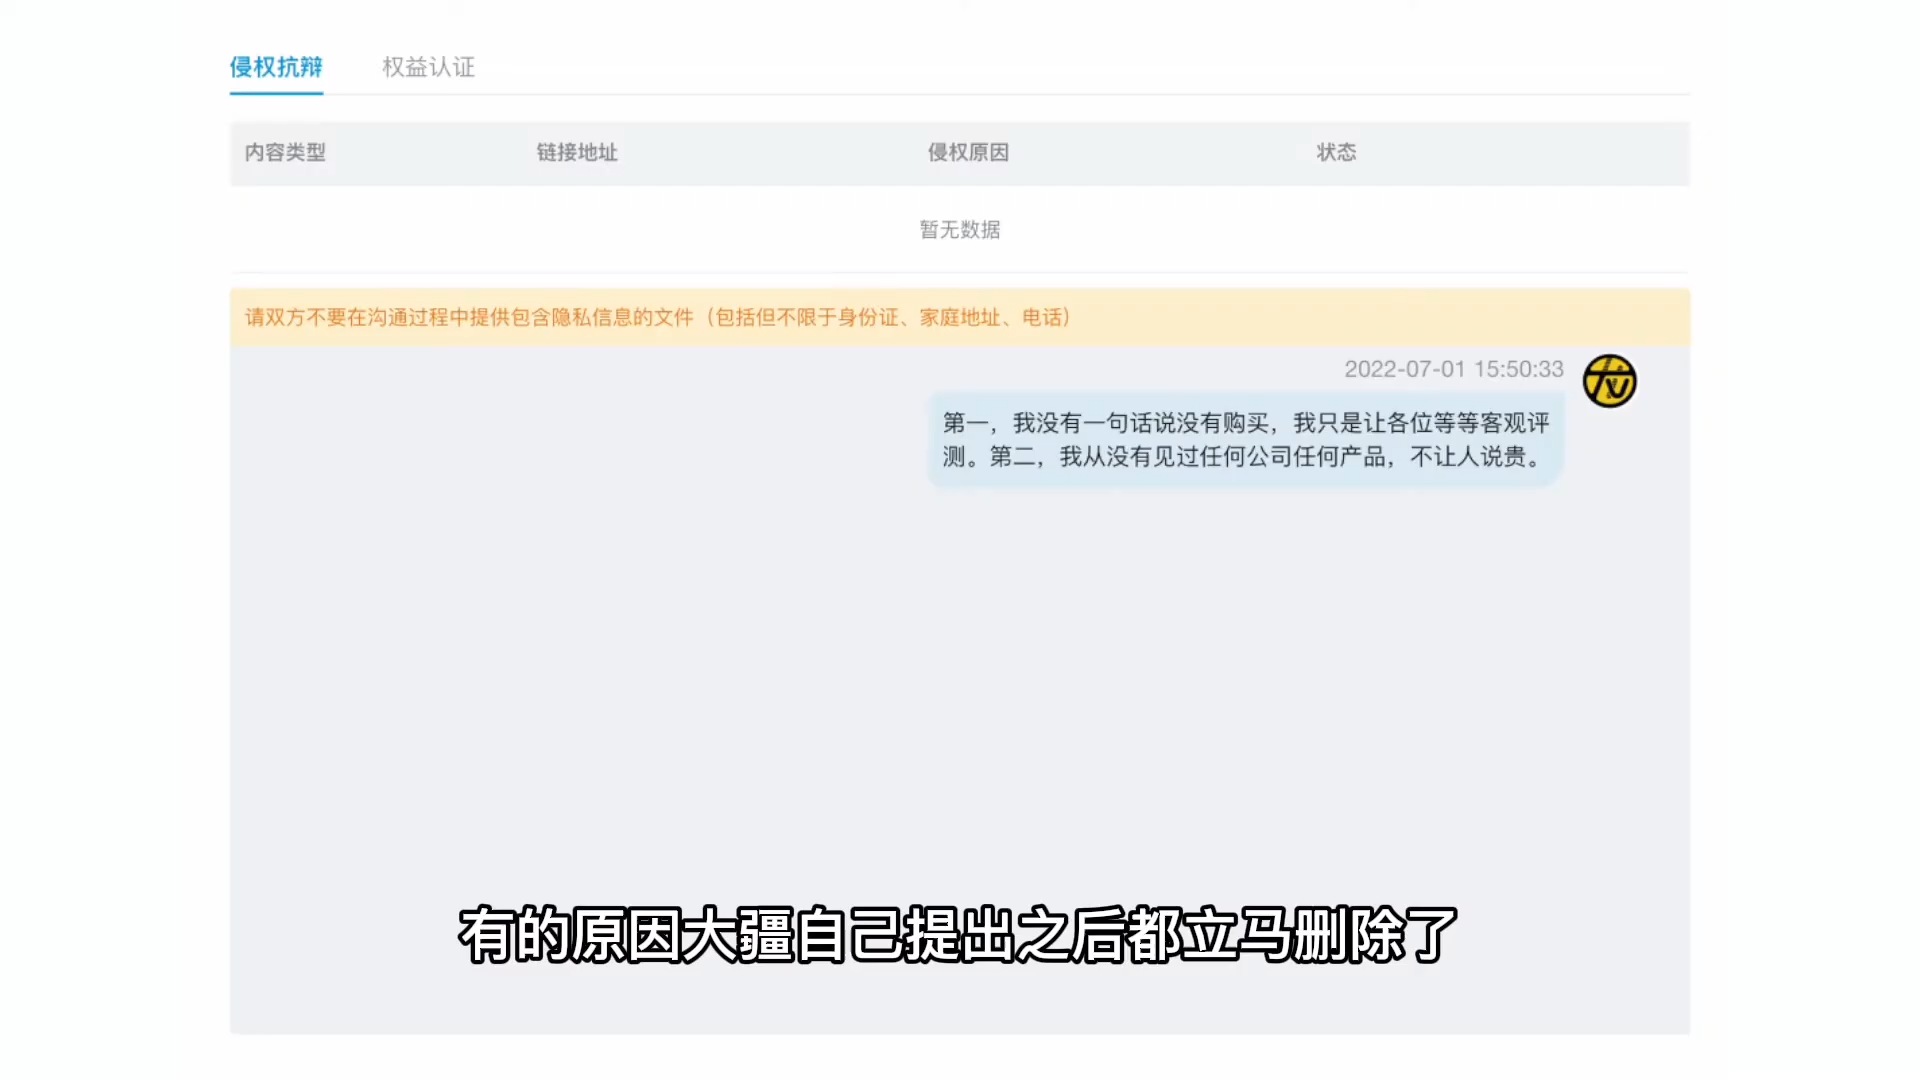 侵权抗辩
权益认证
内容类型
链接地址
侵权原因
状态
暂无数据
请双方不要在沟通过程中提供包含隐私信息的文件（包括但不限于身份证、家庭地址、电话）
2022-07-01 15:50:33
第一，我没有一句话说没有购买，我只是让各位等等客观评
测。第二，我从没有见过任何公司任何产品，不让人说贵。
有的原因大疆自己提出之后都立马删除了